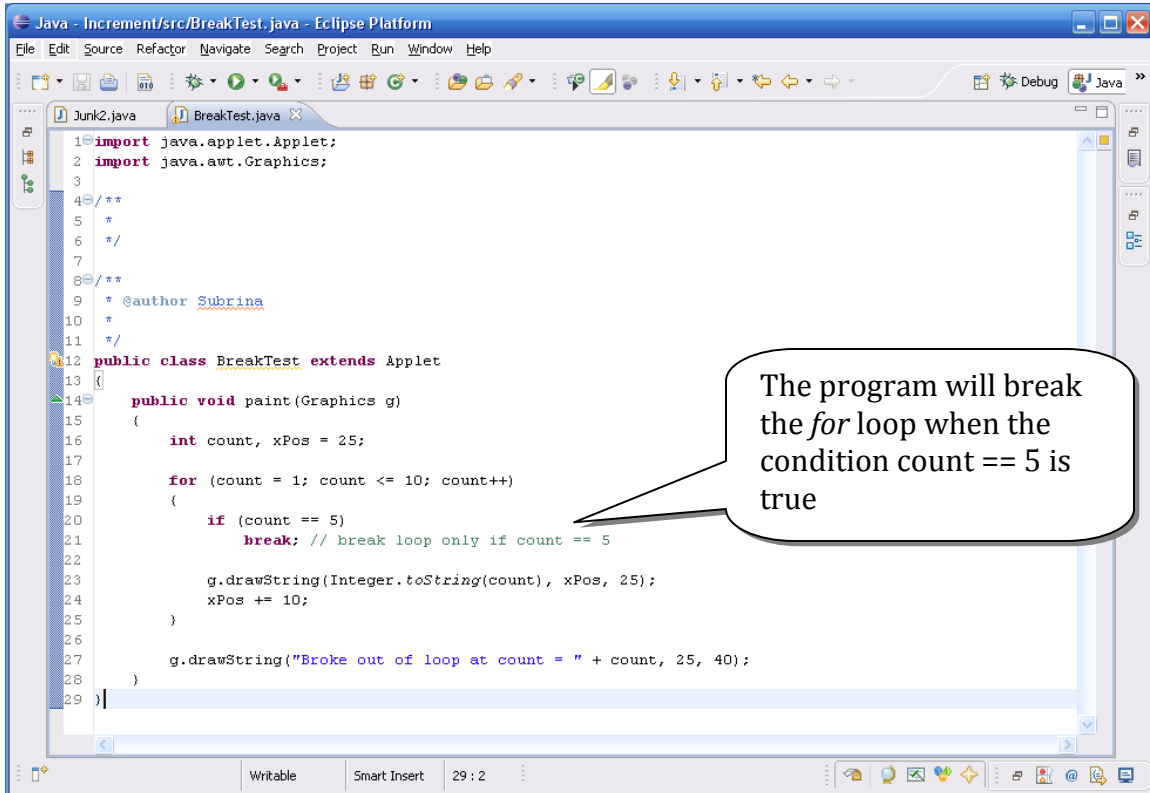 Java - Increment/src/BreakTest.java - Eclipse Platform
File Edit Source Refactor Navigate Search Project Run Window Help
Debug Java »
Junk2.java BreakTest.java
1 import java.applet.Applet;
2 import java.awt.Graphics;
3
4 /**
5 *
6 */
7
8 /**
9 * @author Subrina
10 *
11 */
12 public class BreakTest extends Applet
13 {
14 public void paint(Graphics g)
15 {
16 int count, xPos = 25;
17
18 for (count = 1; count <= 10; count++)
19 {
20 if (count == 5)
21 break; // break loop only if count == 5
22
23 g.drawString(Integer.toString(count), xPos, 25);
24 xPos += 10;
25 }
26
27 g.drawString("Broke out of loop at count = " + count, 25, 40);
28 }
29 }
The program will break
the for loop when the
condition count == 5 is
true
Writable Smart Insert 29 : 2